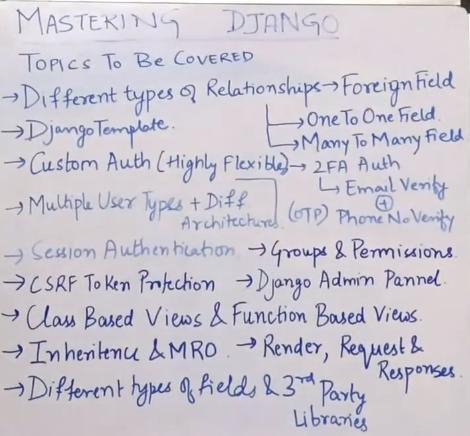 MASTERING DJANGO
TOPICS TO BE COVERED
→ Different types of Relationships → Foreign Field
→ One To One Field.
→ Django Template.
→ Many To Many Field
→ Custom Auth (Highly Flexible) → 2FA Auth
↳ Email Verify
→ Multiple User Types + Diff Architectures
⊕
(OTP) Phone No Verify
→ Session Authentication → Groups & Permissions.
→ CSRF Token Protection → Django Admin Pannel.
→ Class Based Views & Function Based Views.
→ Inheritence & MRO. → Render, Request & Responses.
→ Different types of fields & 3rd Party Libraries